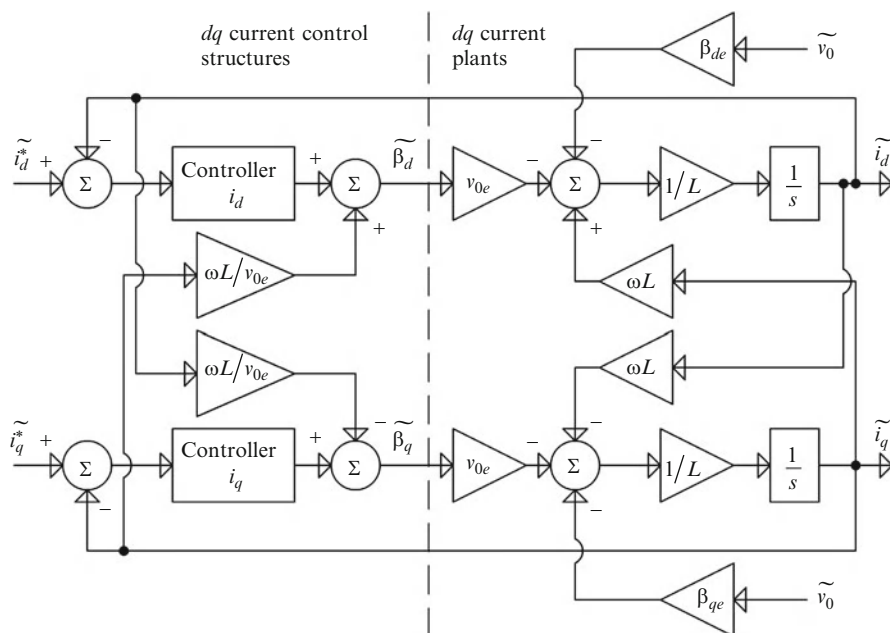 dq current control structures
dq current plants
β_de
ṽ_0
ĩ_d^*
+
−
Σ
Controller i_d
+
Σ
+
β̃_d
v_0e
−
−
Σ
+
1/L
1/s
ĩ_d
ωL/v_0e
ωL
ωL/v_0e
ωL
ĩ_q^*
+
Σ
−
Controller i_q
+
−
Σ
β̃_q
v_0e
−
−
Σ
−
1/L
1/s
ĩ_q
β_qe
ṽ_0